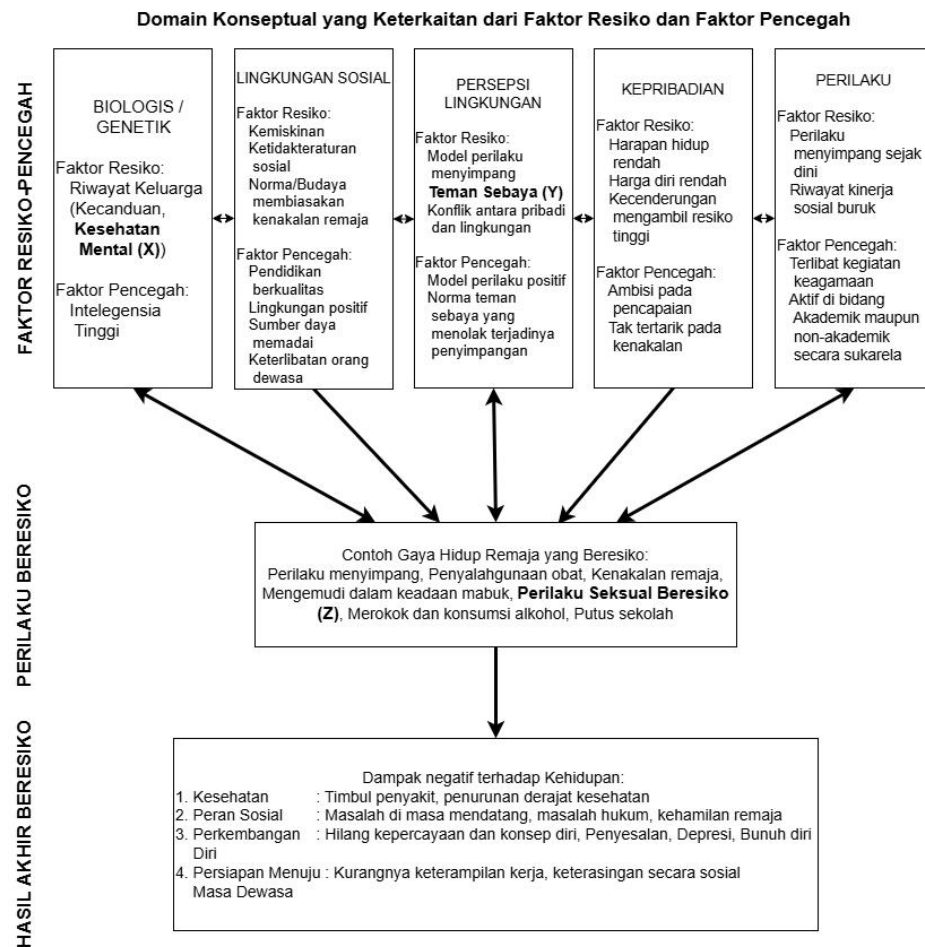 Domain Konseptual yang Keterkaitan dari Faktor Resiko dan Faktor Pencegah
FAKTOR RESIKO-PENCEGAH
BIOLOGIS /
GENETIK
Faktor Resiko:
Riwayat Keluarga
(Kecanduan,
Kesehatan
Mental (X))
Faktor Pencegah:
Intelegensia
Tinggi
LINGKUNGAN SOSIAL
Faktor Resiko:
Kemiskinan
Ketidakteraturan
sosial
Norma/Budaya
membiasakan
kenakalan remaja
Faktor Pencegah:
Pendidikan
berkualitas
Lingkungan positif
Sumber daya
memadai
Keterlibatan orang
dewasa
PERSEPSI
LINGKUNGAN
Faktor Resiko:
Model perilaku
menyimpang
Teman Sebaya (Y)
Konflik antara pribadi
dan lingkungan
Faktor Pencegah:
Model perilaku positif
Norma teman
sebaya yang
menolak terjadinya
penyimpangan
KEPRIBADIAN
Faktor Resiko:
Harapan hidup
rendah
Harga diri rendah
Kecenderungan
mengambil resiko
tinggi
Faktor Pencegah:
Ambisi pada
pencapaian
Tak tertarik pada
kenakalan
PERILAKU
Faktor Resiko:
Perilaku
menyimpang sejak
dini
Riwayat kinerja
sosial buruk
Faktor Pencegah:
Terlibat kegiatan
keagamaan
Aktif di bidang
Akademik maupun
non-akademik
secara sukarela
PERILAKU BERESIKO
Contoh Gaya Hidup Remaja yang Beresiko:
Perilaku menyimpang, Penyalahgunaan obat, Kenakalan remaja,
Mengemudi dalam keadaan mabuk, Perilaku Seksual Beresiko
(Z), Merokok dan konsumsi alkohol, Putus sekolah
HASIL AKHIR BERESIKO
Dampak negatif terhadap Kehidupan:
1. Kesehatan : Timbul penyakit, penurunan derajat kesehatan
2. Peran Sosial : Masalah di masa mendatang, masalah hukum, kehamilan remaja
3. Perkembangan : Hilang kepercayaan dan konsep diri, Penyesalan, Depresi, Bunuh diri
Diri
4. Persiapan Menuju : Kurangnya keterampilan kerja, keterasingan secara sosial
Masa Dewasa